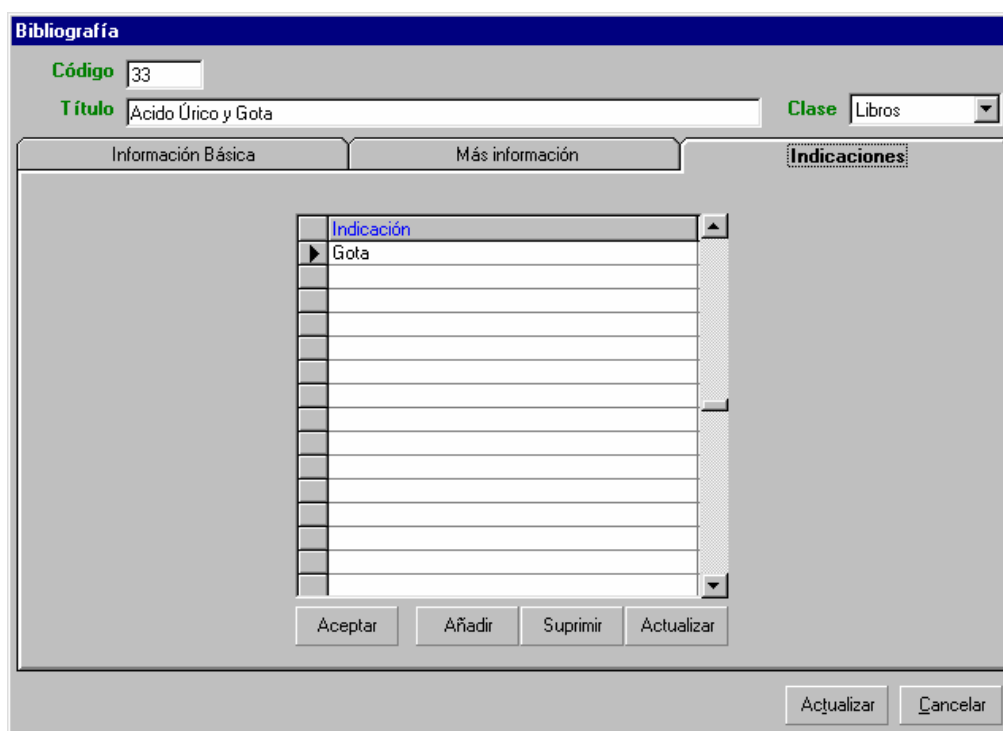 Bibliografía
Código 33
Título Acido Úrico y Gota Clase Libros
Información Básica Más información Indicaciones
Indicación
Gota
Aceptar Añadir Suprimir Actualizar
Actualizar Cancelar